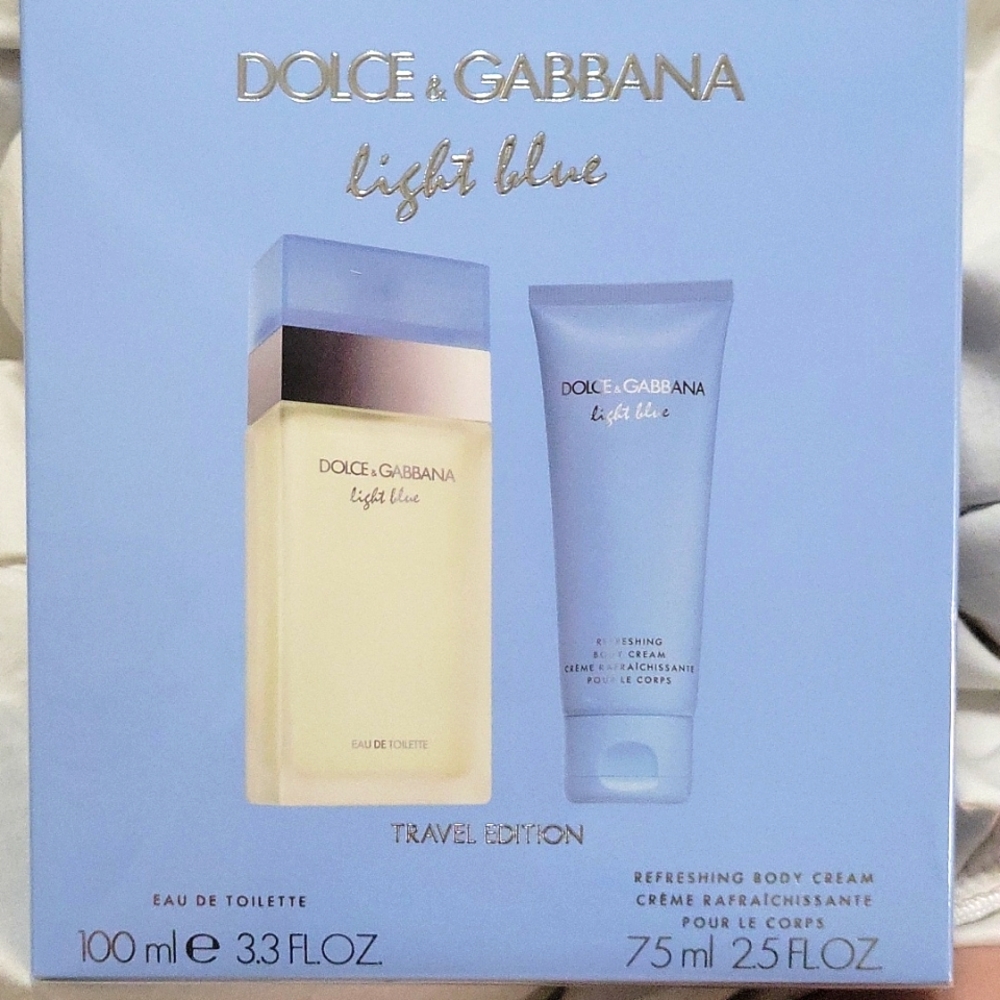 DOLCE & GABBANA
light blue
DOLCE & GABBANA
light blue
EAU DE TOILETTE
DOLCE & GABBANA
light blue
REFRESHING
BODY CREAM
CRÈME RAFRAÎCHISSANTE
POUR LE CORPS
TRAVEL EDITION
EAU DE TOILETTE
100 ml e 3.3 FL.OZ.
REFRESHING BODY CREAM
CRÈME RAFRAÎCHISSANTE
POUR LE CORPS
75 ml 2.5 FL.OZ.